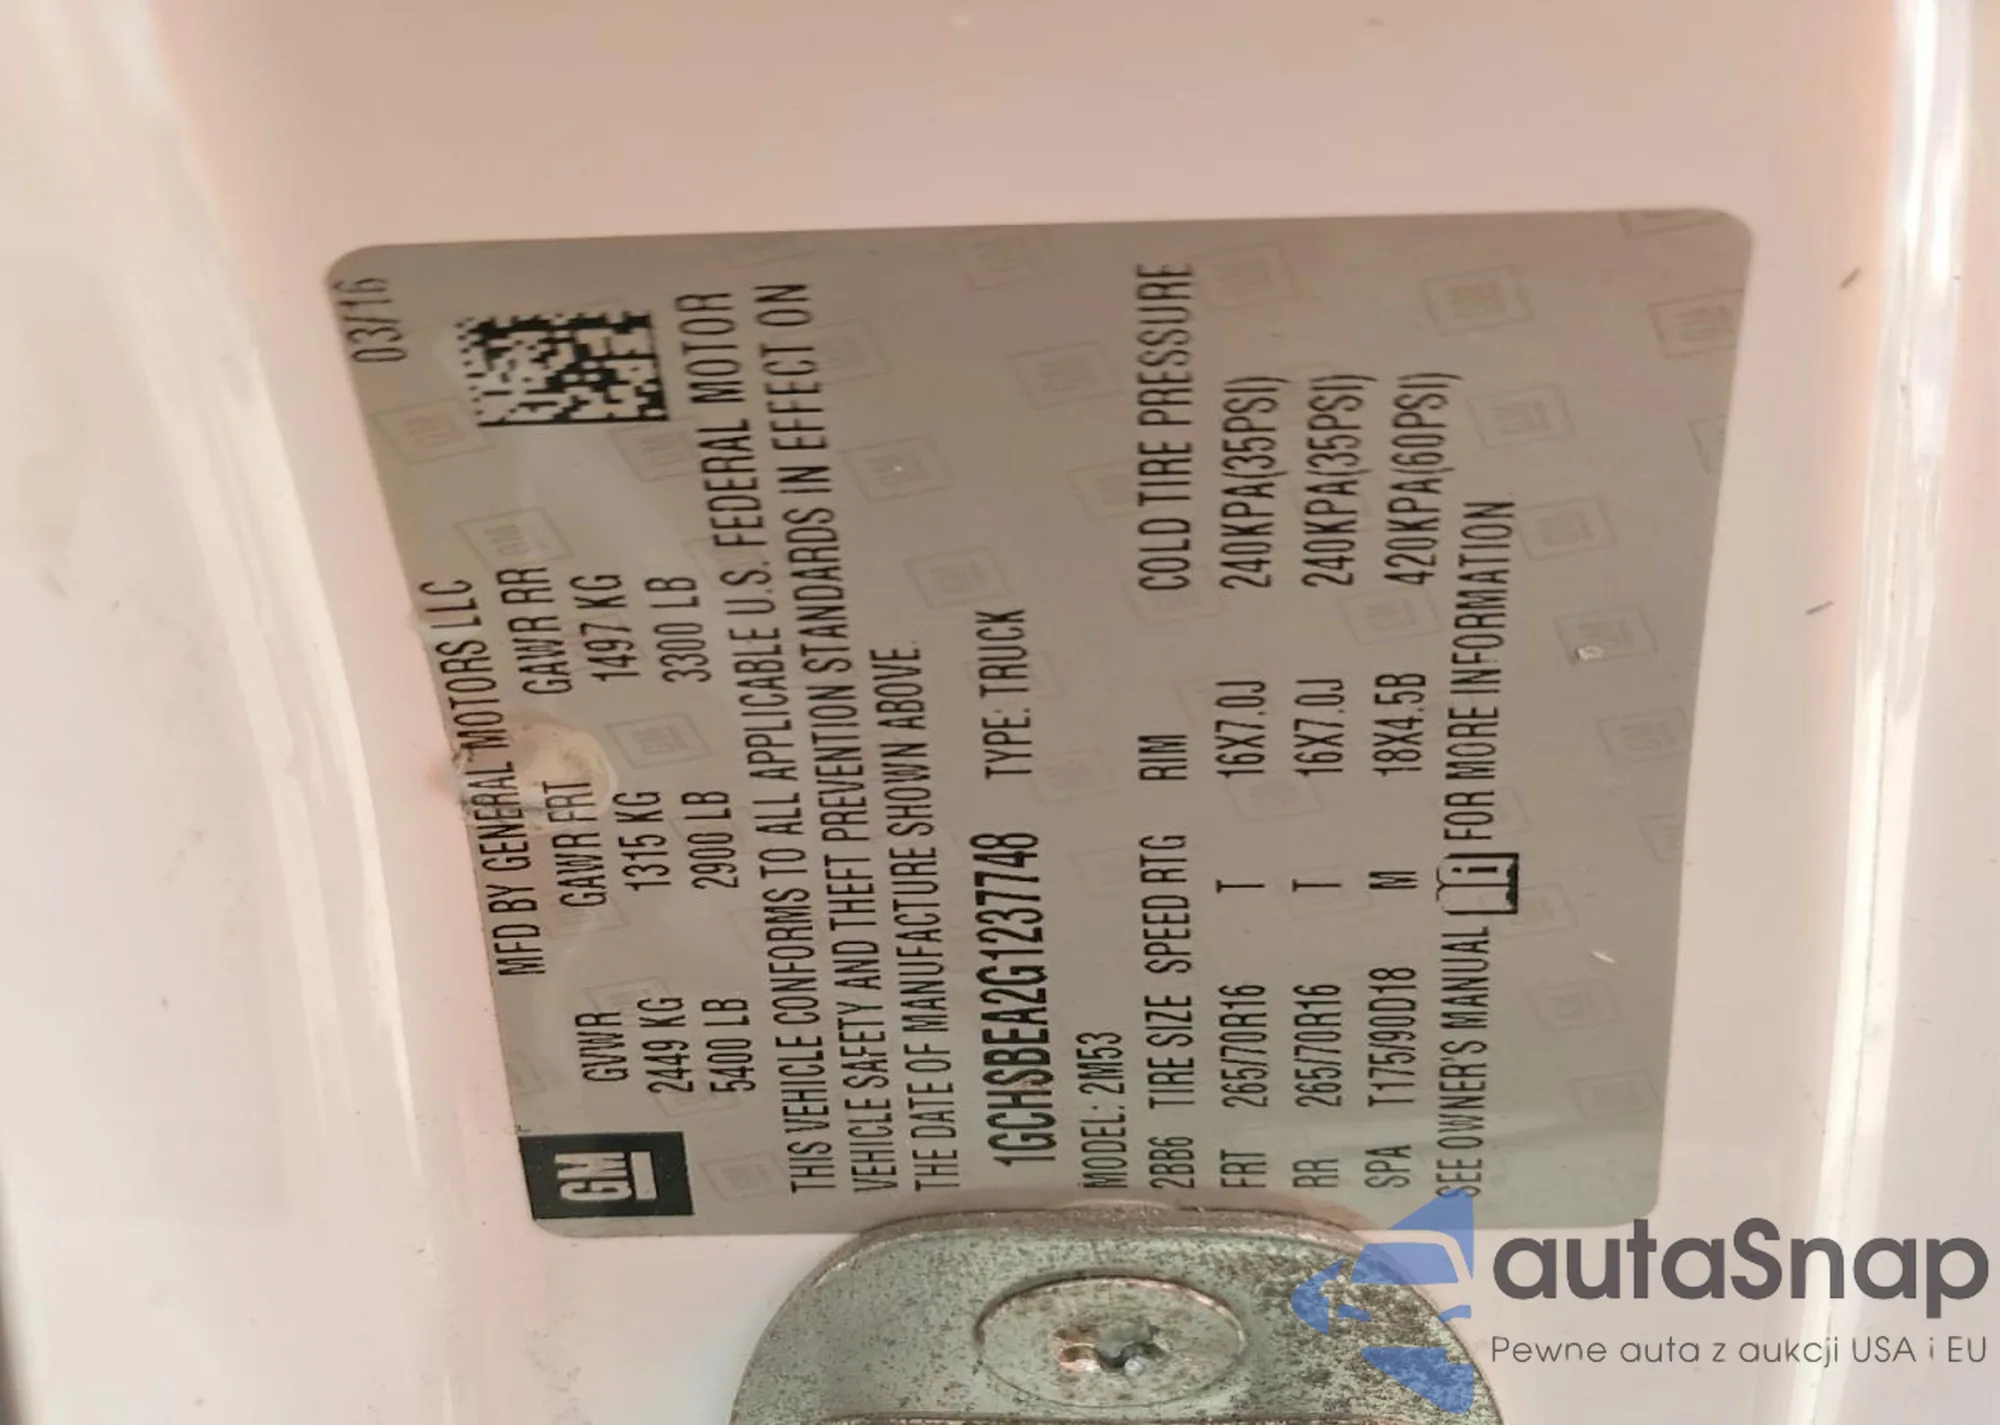 03/16
MFD BY GENERAL MOTORS LLC
GM
GVWR GAWR FRT GAWR RR
2449 KG 1315 KG 1497 KG
5400 LB 2900 LB 3300 LB
THIS VEHICLE CONFORMS TO ALL APPLICABLE U.S. FEDERAL MOTOR
VEHICLE SAFETY AND THEFT PREVENTION STANDARDS IN EFFECT ON
THE DATE OF MANUFACTURE SHOWN ABOVE.
1GCHSBEA2G1237748 TYPE: TRUCK
MODEL: 2M53
2BB6 TIRE SIZE SPEED RTG RIM COLD TIRE PRESSURE
FRT 265/70R16 T 16X7.0J 240KPA(35PSI)
RR 265/70R16 T 16X7.0J 240KPA(35PSI)
SPA T175/90D18 M 18X4.5B 420KPA(60PSI)
SEE OWNER'S MANUAL i FOR MORE INFORMATION
autaSnap
Pewne auta z aukcji USA i EU